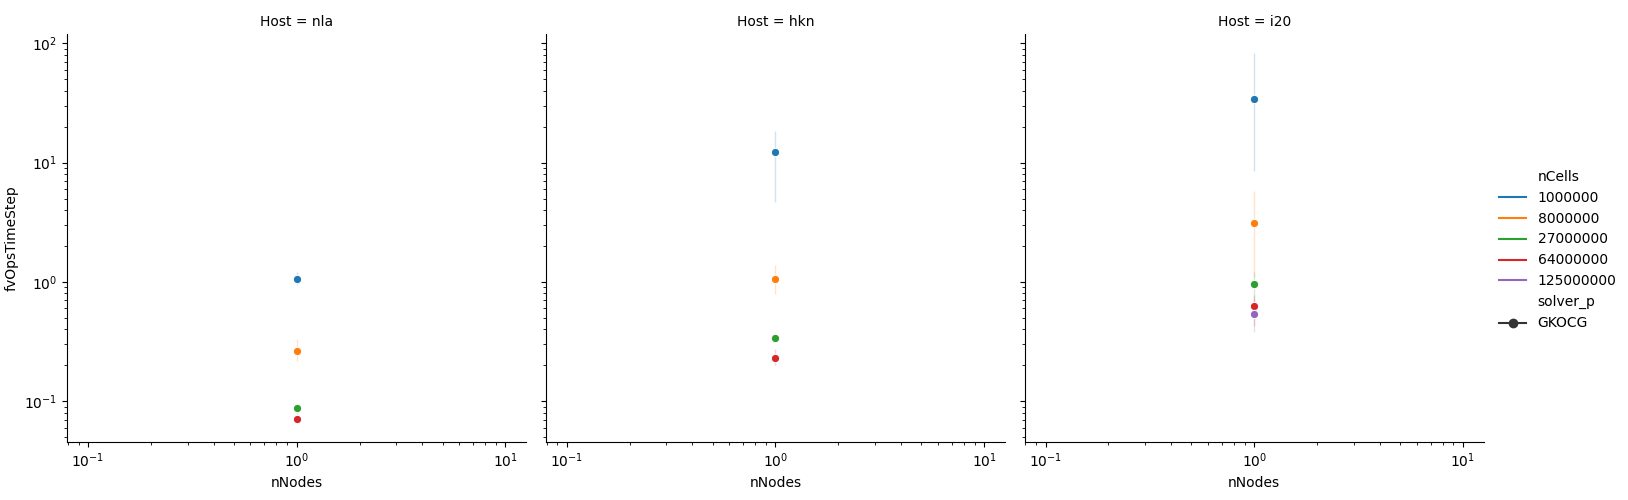 Host = nla
Host = hkn
Host = i20
fvOpsTimeStep
10^2
10^1
10^0
10^-1
10^-1
10^0
10^1
nNodes
10^-1
10^0
10^1
nNodes
10^-1
10^0
10^1
nNodes
nCells
1000000
8000000
27000000
64000000
125000000
solver_p
GKOCG